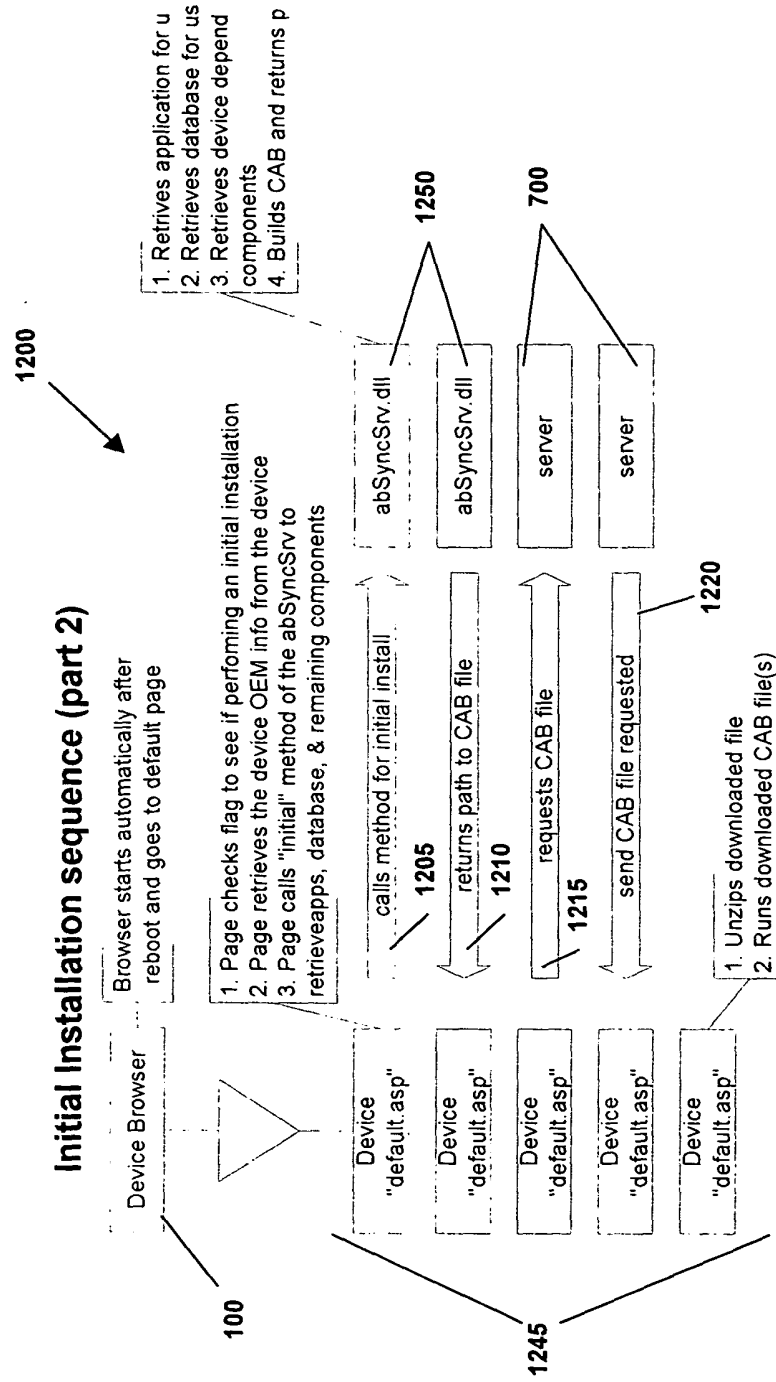 1200
Initial Installation sequence (part 2)
Device Browser
Browser starts automatically after
reboot and goes to default page
100
1. Page checks flag to see if perfoming an initial installation
2. Page retrieves the device OEM info from the device
3. Page calls "initial" method of the abSyncSrv to
retrieveapps, database, & remaining components
1. Retrives application for u
2. Retrieves database for us
3. Retrieves device depend
components
4. Builds CAB and returns p
Device
"default.asp"
calls method for initial install
1205
abSyncSrv.dll
1250
Device
"default.asp"
returns path to CAB file
1210
abSyncSrv.dll
Device
"default.asp"
requests CAB file
1215
server
700
Device
"default.asp"
send CAB file requested
1220
server
Device
"default.asp"
1. Unzips downloaded file
2. Runs downloaded CAB file(s)
1245